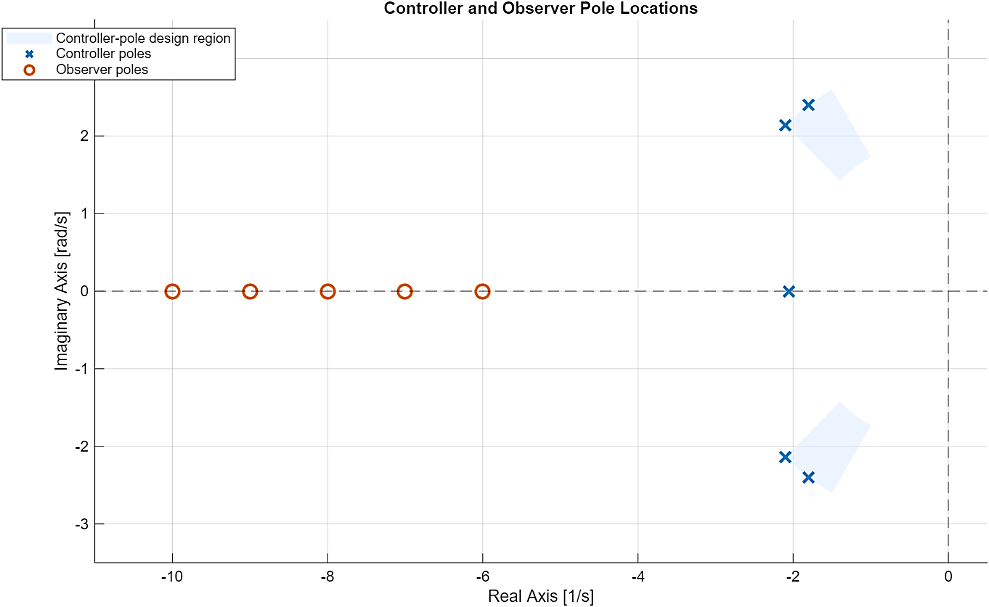 Controller and Observer Pole Locations
Controller-pole design region
Controller poles
Observer poles
2
1
0
-1
-2
-3
Imaginary Axis [rad/s]
-10
-8
-6
-4
-2
0
Real Axis [1/s]